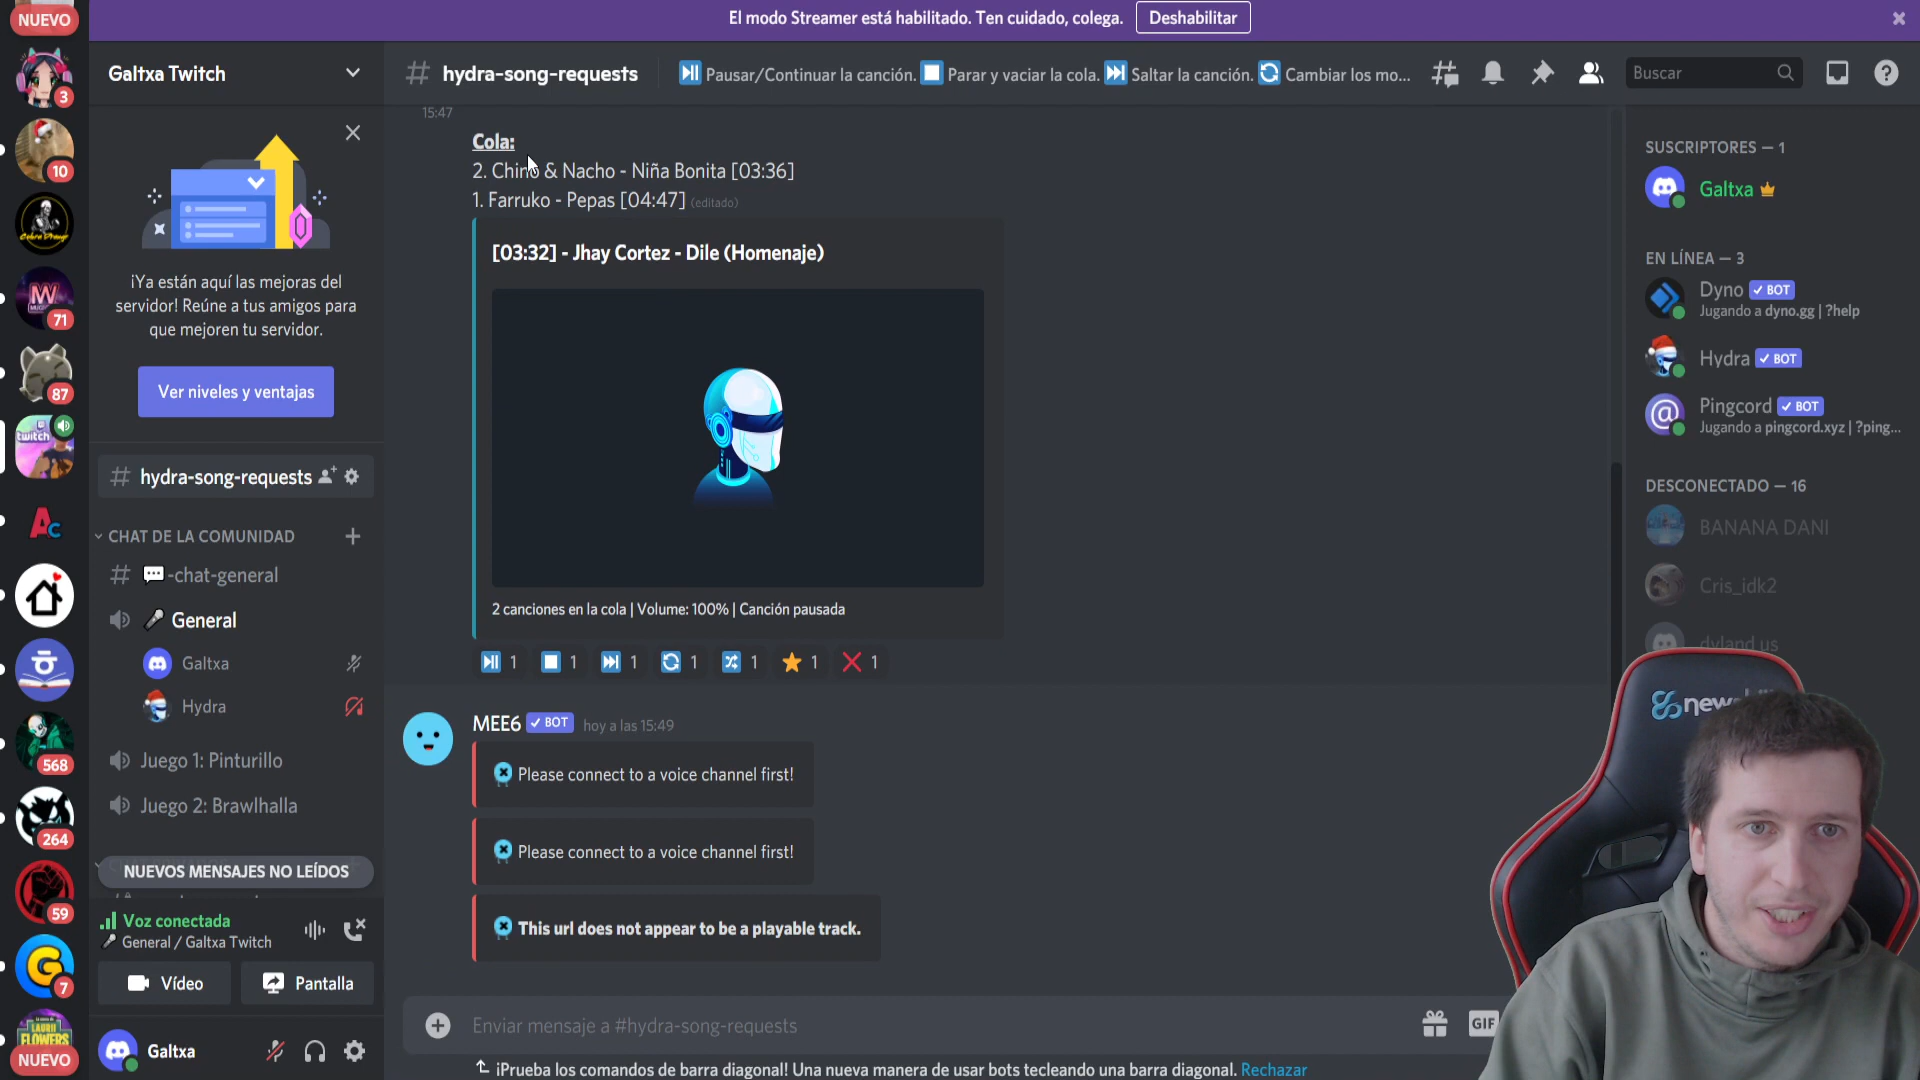 NUEVO
El modo Streamer está habilitado. Ten cuidado, colega.
Deshabilitar
Galtxa Twitch
hydra-song-requests
Pausar/Continuar la canción.
Parar y vaciar la cola.
Saltar la canción.
Cambiar los mo...
Buscar
3
10
71
87
twitch
568
264
59
7
LAURII
FLOWERS
NUEVO
¡Ya están aquí las mejoras del
servidor! Reúne a tus amigos para
que mejoren tu servidor.
Ver niveles y ventajas
hydra-song-requests
CHAT DE LA COMUNIDAD
-chat-general
General
Galtxa
Hydra
Juego 1: Pinturillo
Juego 2: Brawlhalla
NUEVOS MENSAJES NO LEÍDOS
Voz conectada
General / Galtxa Twitch
Vídeo
Pantalla
Galtxa
15:47
Cola:
2. Chino & Nacho - Niña Bonita [03:36]
1. Farruko - Pepas [04:47] (editado)
[03:32] - Jhay Cortez - Dile (Homenaje)
2 canciones en la cola | Volume: 100% | Canción pausada
1 1 1 1 1 1 1
MEE6 BOT hoy a las 15:49
Please connect to a voice channel first!
Please connect to a voice channel first!
This url does not appear to be a playable track.
Enviar mensaje a #hydra-song-requests
GIF
¡Prueba los comandos de barra diagonal! Una nueva manera de usar bots tecleando una barra diagonal. Rechazar
SUSCRIPTORES — 1
Galtxa
EN LÍNEA — 3
Dyno BOT
Jugando a dyno.gg | ?help
Hydra BOT
Pingcord BOT
Jugando a pingcord.xyz | ?ping...
DESCONECTADO — 16
BANANA DANI
Cris_idk2
dyland.us